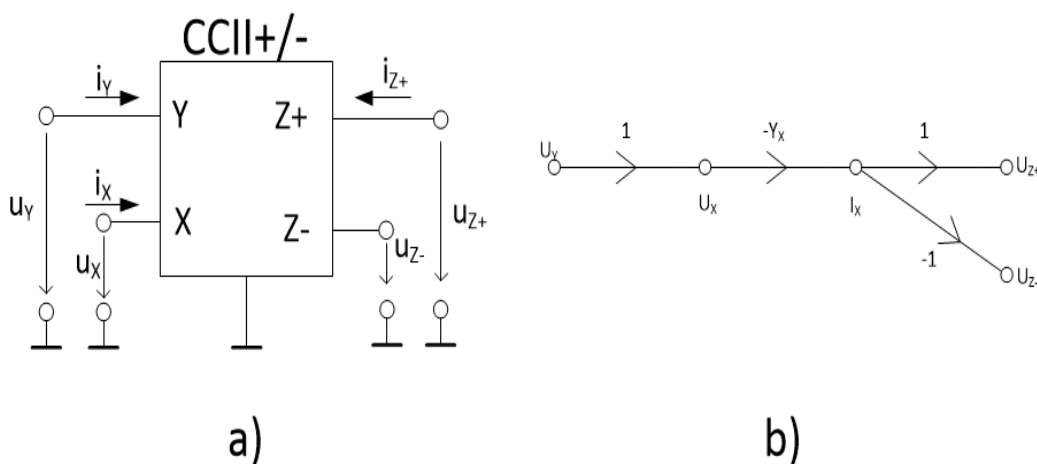 CCII+/-
i_Y
i_Z+
Y
Z+
i_X
u_Y
X
Z-
u_Z-
u_Z+
u_X
a)
1
-Y_X
1
U_Y
U_X
I_X
U_Z+
-1
U_Z-
b)